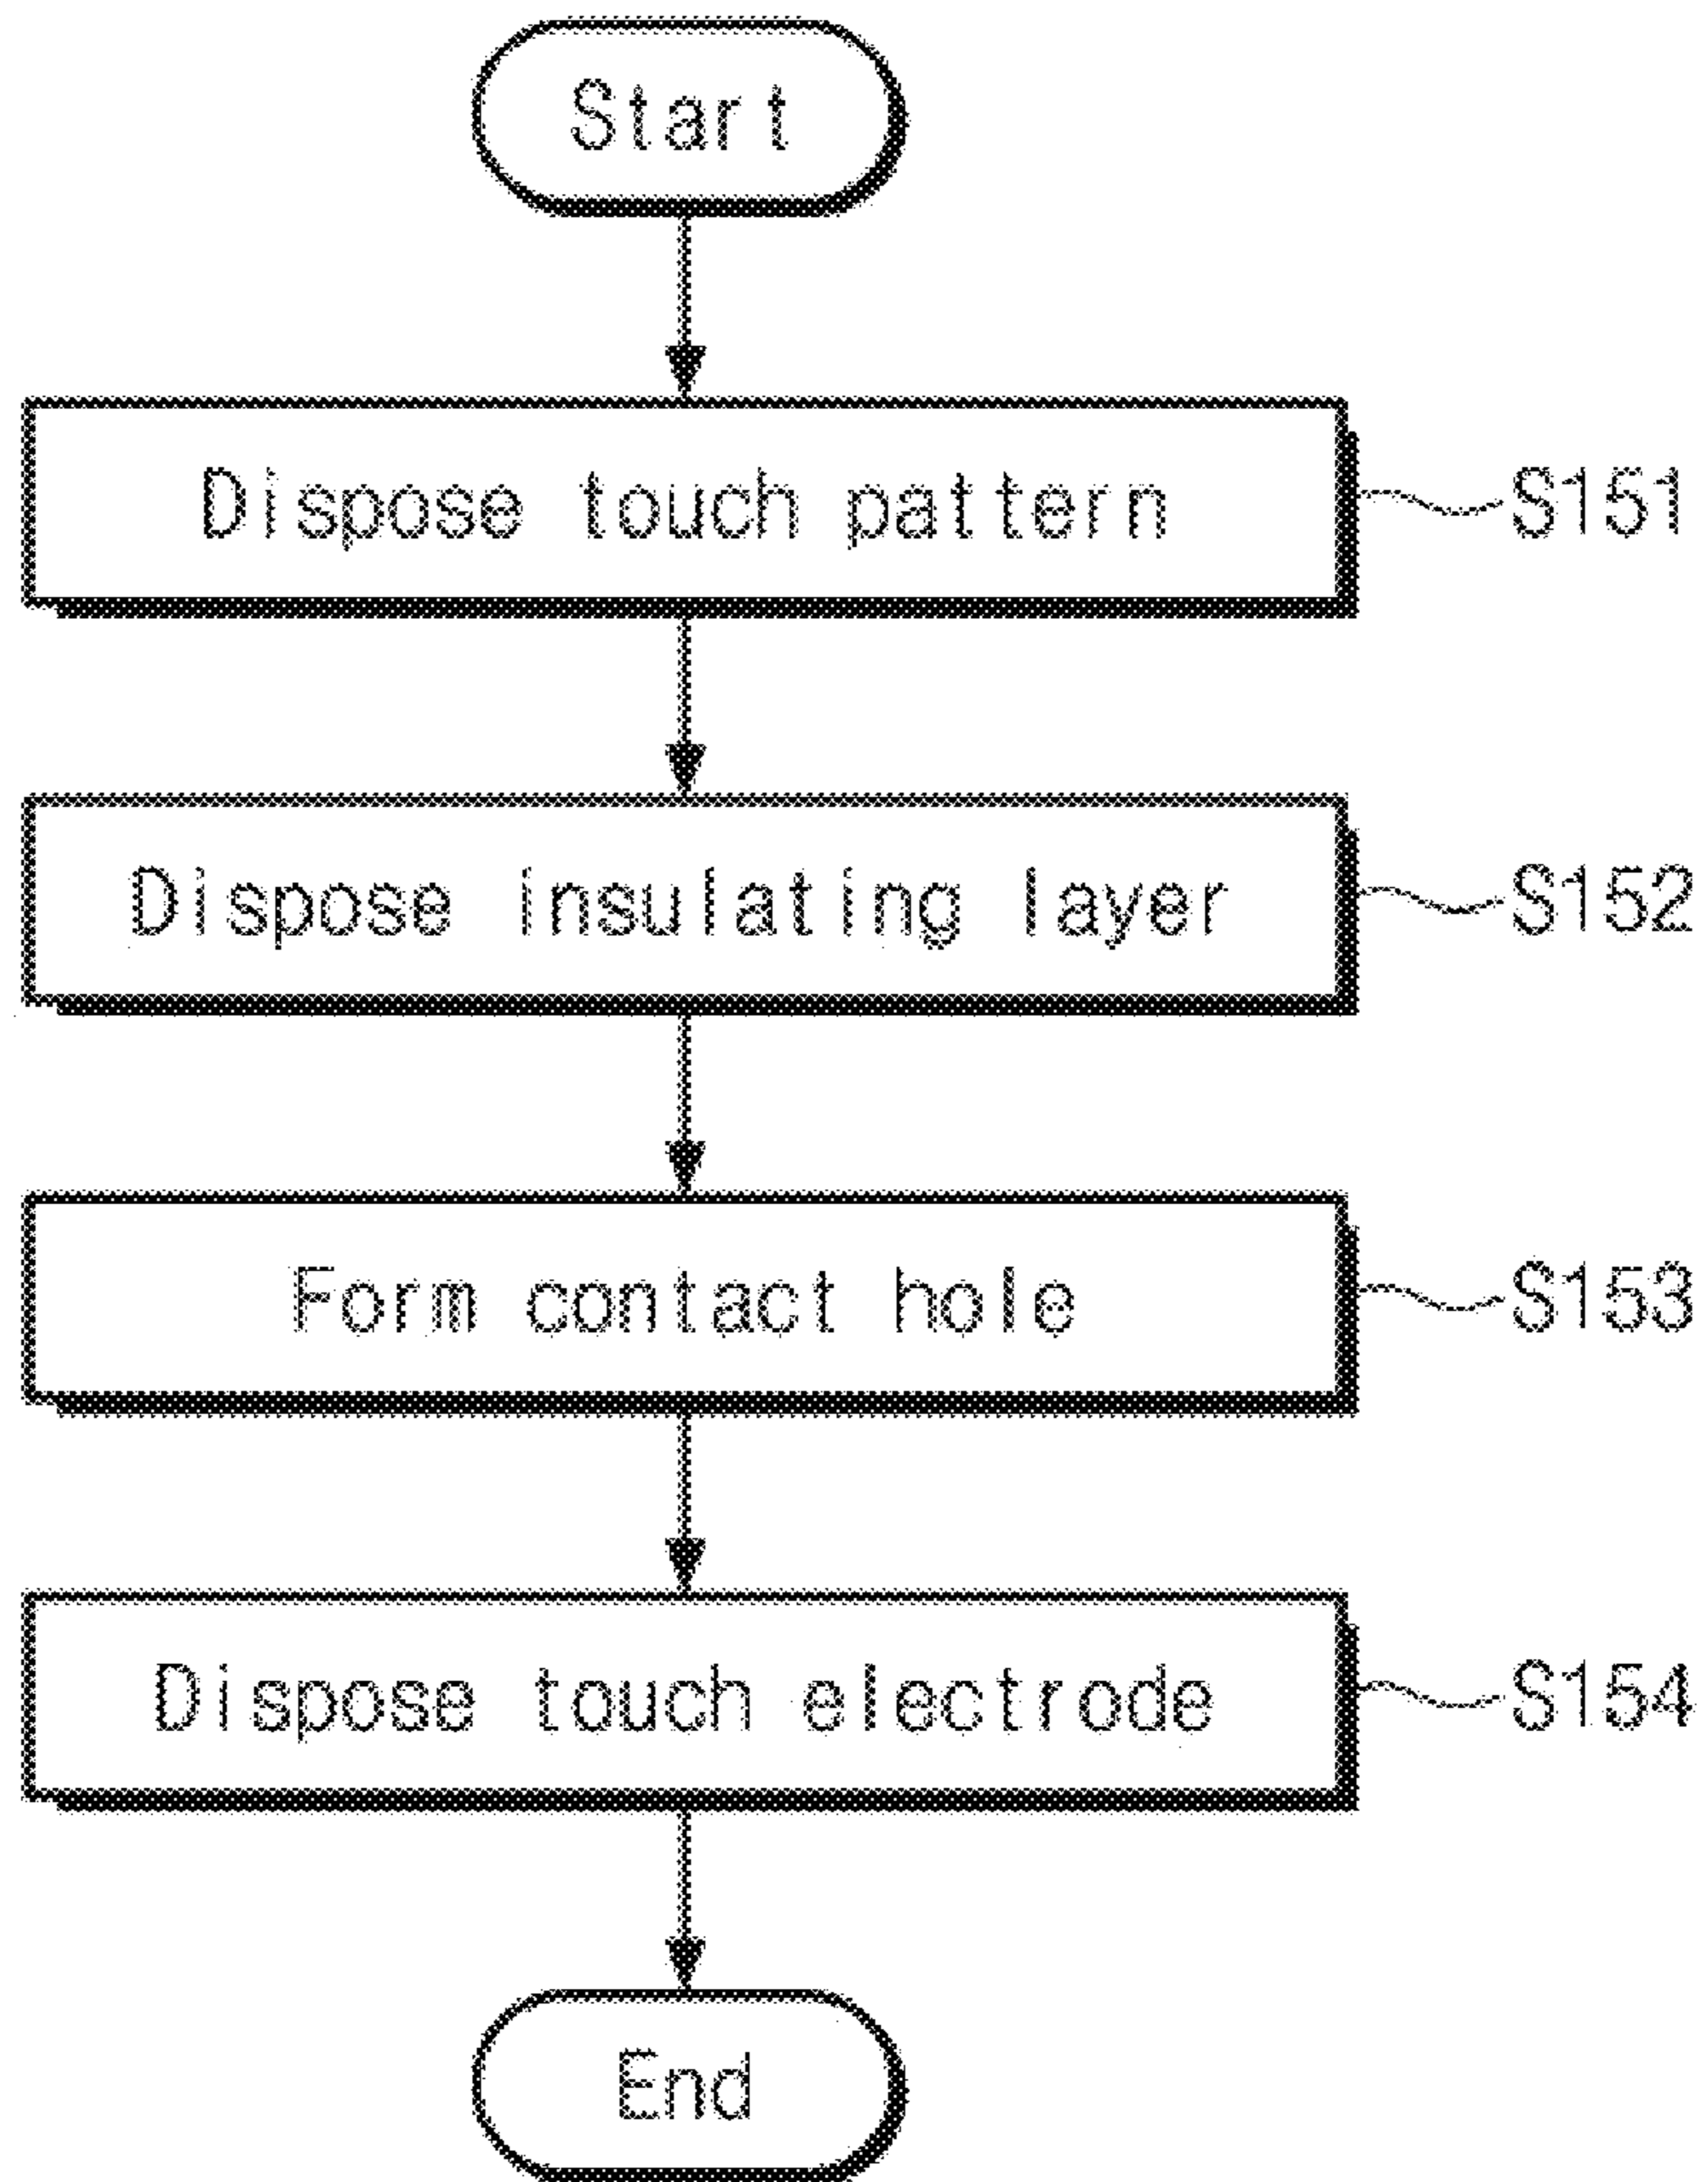 Start
Dispose touch pattern
S151
Dispose insulating layer
S152
Form contact hole
S153
Dispose touch electrode
S154
End